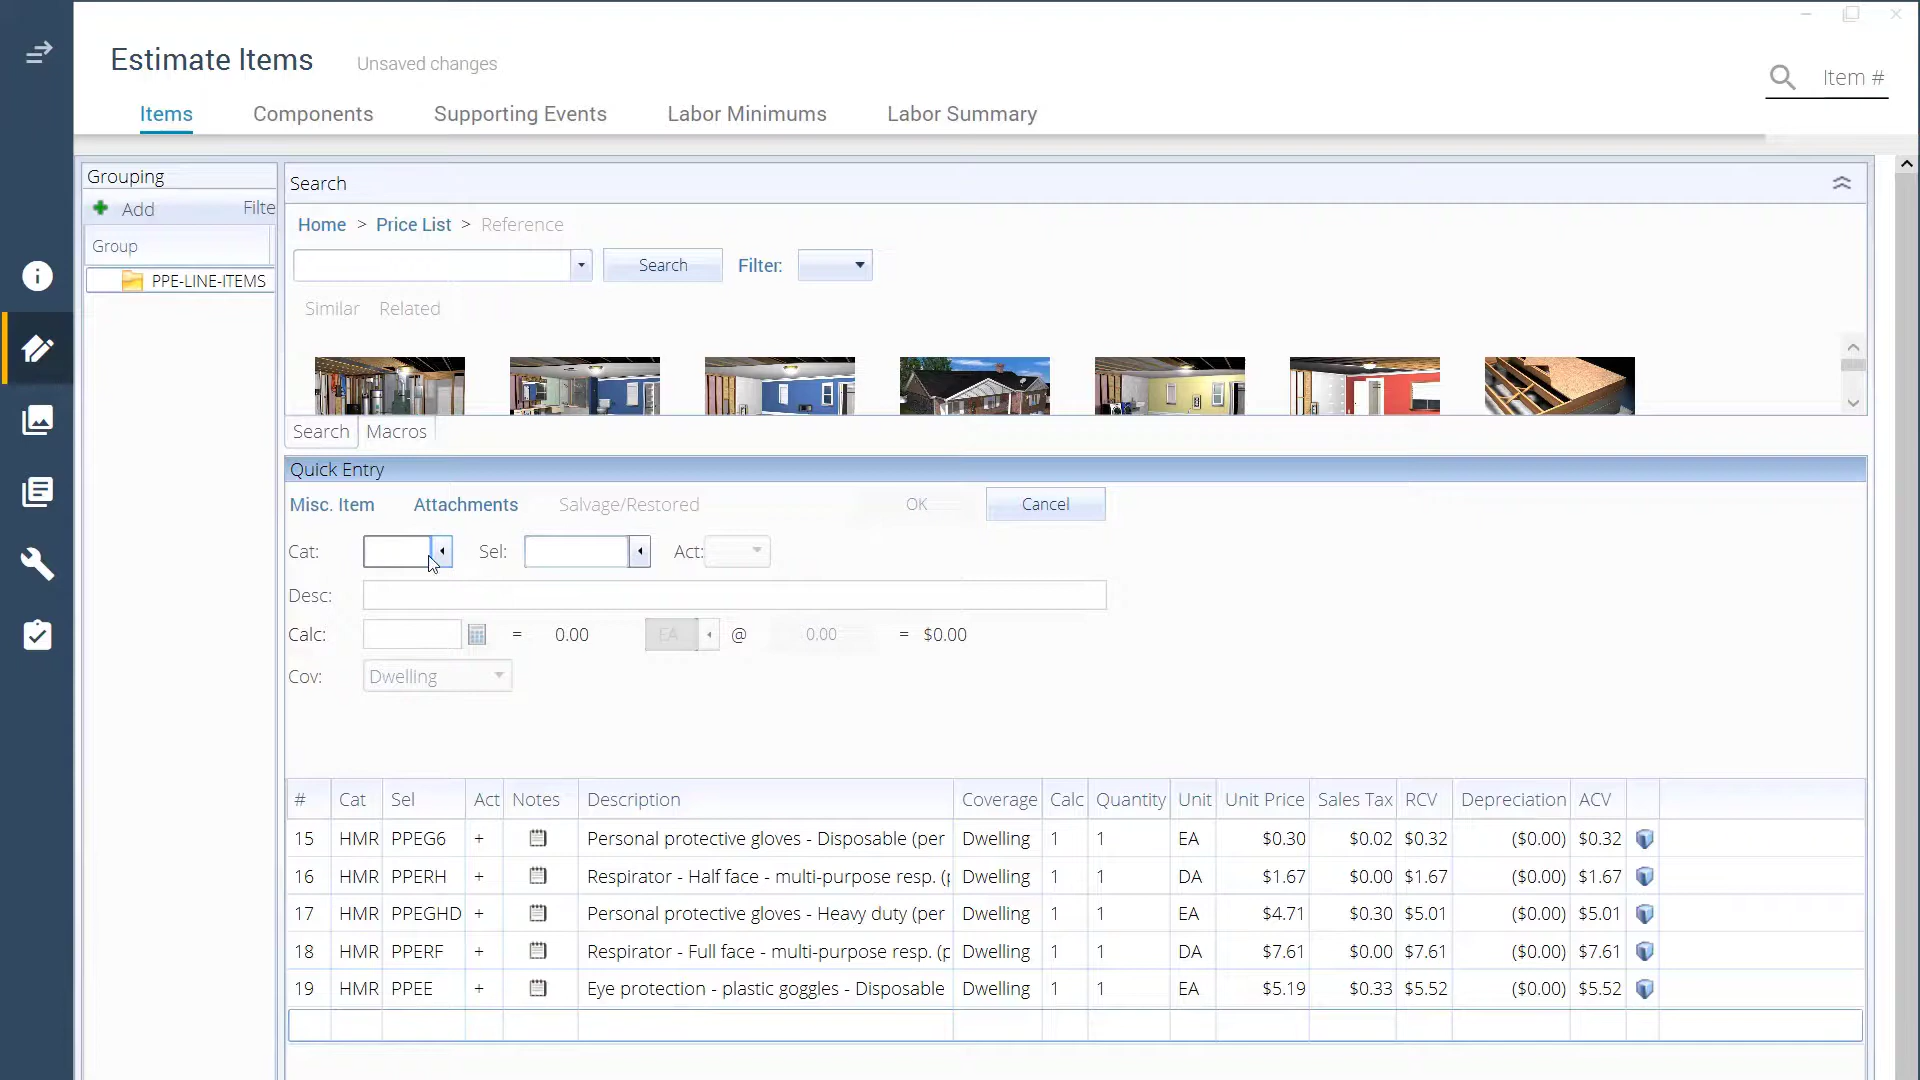 Estimate Items Unsaved changes
Item #
Items Components Supporting Events Labor Minimums Labor Summary
Grouping
Add Filte
Group
PPE-LINE-ITEMS
Search
Home > Price List > Reference
Search Filter:
Similar Related
Search Macros
Quick Entry
Misc. Item Attachments Salvage/Restored OK Cancel
Cat: Sel: Act:
Desc:
Calc: = 0.00 EA @ 0.00 = $0.00
Cov: Dwelling
# Cat Sel Act Notes Description Coverage Calc Quantity Unit Unit Price Sales Tax RCV Depreciation ACV
15 HMR PPEG6 + Personal protective gloves - Disposable (per Dwelling 1 1 EA $0.30 $0.02 $0.32 ($0.00) $0.32
16 HMR PPERH + Respirator - Half face - multi-purpose resp. (p Dwelling 1 1 DA $1.67 $0.00 $1.67 ($0.00) $1.67
17 HMR PPEGHD + Personal protective gloves - Heavy duty (per Dwelling 1 1 EA $4.71 $0.30 $5.01 ($0.00) $5.01
18 HMR PPERF + Respirator - Full face - multi-purpose resp. (p Dwelling 1 1 DA $7.61 $0.00 $7.61 ($0.00) $7.61
19 HMR PPEE + Eye protection - plastic goggles - Disposable Dwelling 1 1 EA $5.19 $0.33 $5.52 ($0.00) $5.52